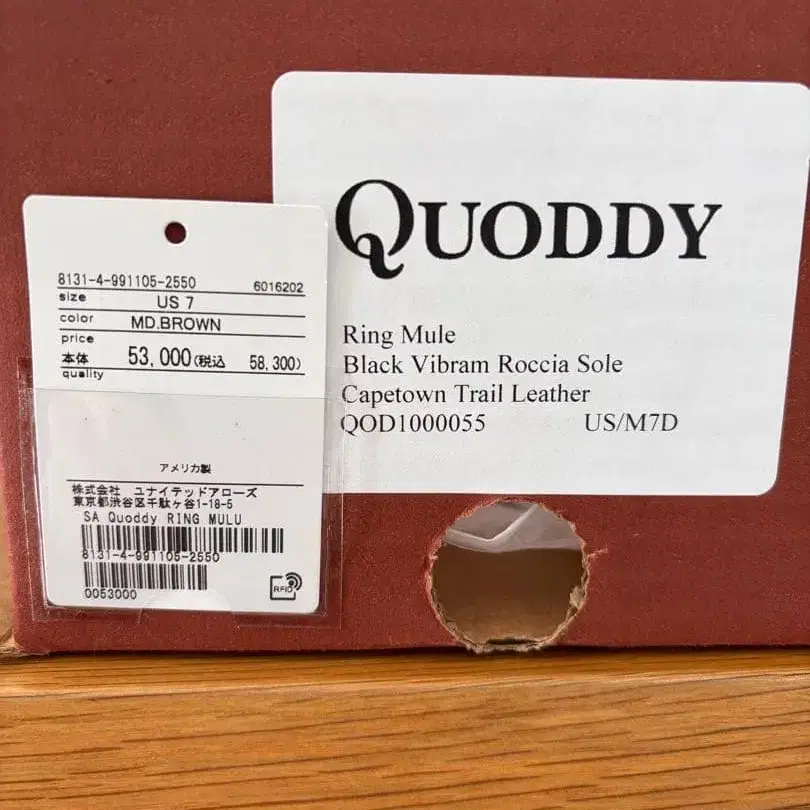 8131-4-991105-2550 6016202
size US 7
color MD.BROWN
price
本体 53,000(税込 58,300)
quality
アメリカ製
株式会社 ユナイテッドアローズ
東京都渋谷区千駄ヶ谷1-18-5
SA Quoddy RING MULU
8131-4-991105-2550
0053000
RFID
QUODDY
Ring Mule
Black Vibram Roccia Sole
Capetown Trail Leather
QOD1000055 US/M7D